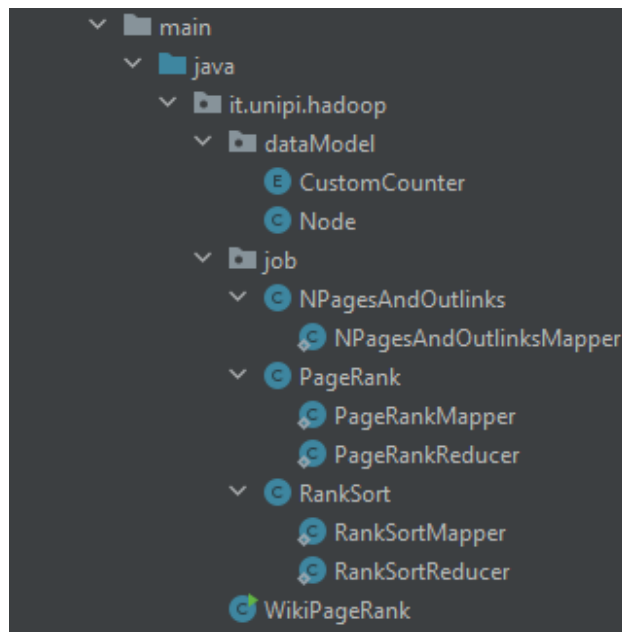 main
java
it.unipi.hadoop
dataModel
E CustomCounter
C Node
job
C NPagesAndOutlinks
C NPagesAndOutlinksMapper
C PageRank
C PageRankMapper
C PageRankReducer
C RankSort
C RankSortMapper
C RankSortReducer
C WikiPageRank